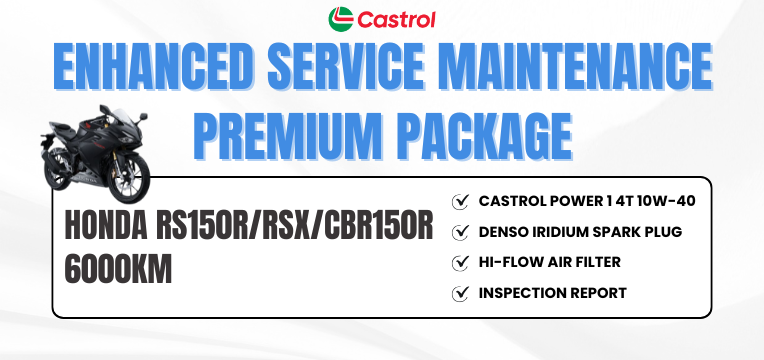 Castrol
ENHANCED SERVICE MAINTENANCE
PREMIUM PACKAGE
HONDA RS150R/RSX/CBR150R
6000KM
CASTROL POWER 1 4T 10W-40
DENSO IRIDIUM SPARK PLUG
HI-FLOW AIR FILTER
INSPECTION REPORT